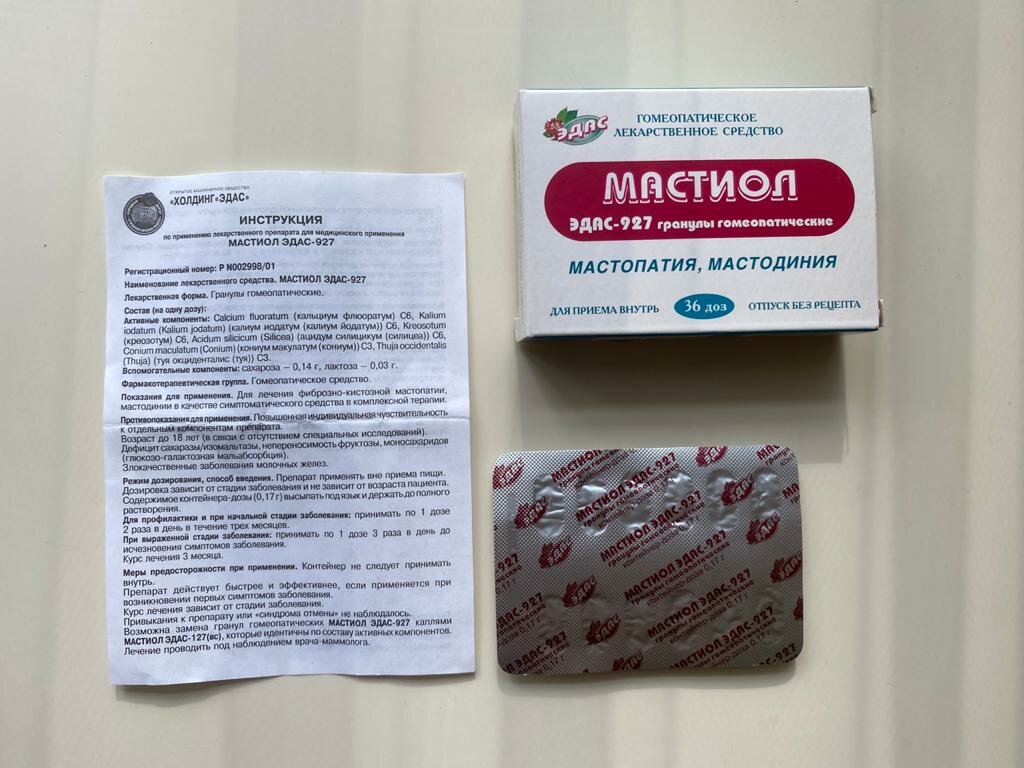 ОТКРЫТОЕ АКЦИОНЕРНОЕ ОБЩЕСТВО
«ХОЛДИНГ«ЭДАС»
ИНСТРУКЦИЯ
по применению лекарственного препарата для медицинского применения
МАСТИОЛ ЭДАС-927
Регистрационный номер: Р N002998/01
Наименование лекарственного средства. МАСТИОЛ ЭДАС-927
Лекарственная форма. Гранулы гомеопатические.
Состав (на одну дозу):
Активные компоненты: Calcium fluoratum (кальциум флюоратум) С6, Kalium
iodatum (Kalium jodatum) (калиум иодатум (калиум йодатум)) С6, Kreosotum
(креозотум) С6, Acidum silicicum (Silicea) (ацидум силицикум (силицеа)) С6,
Conium maculatum (Conium) (кониум макулатум (кониум)) С3, Thuja occidentalis
(Thuja) (туя окциденталис (туя)) С3.
Вспомогательные компоненты: сахароза – 0,14 г, лактоза – 0,03 г.
Фармакотерапевтическая группа. Гомеопатическое средство.
Показания для применения. Для лечения фиброзно-кистозной мастопатии,
мастодинии в качестве симптоматического средства в комплексной терапии.
Противопоказания для применения. Повышенная индивидуальная чувствительность
к отдельным компонентам препарата.
Возраст до 18 лет (в связи с отсутствием специальных исследований).
Дефицит сахаразы/изомальтазы, непереносимость фруктозы, моносахаридов
(глюкозо-галактозная мальабсорбция).
Злокачественные заболевания молочных желез.
Режим дозирования, способ введения. Препарат применять вне приема пищи.
Дозировка зависит от стадии заболевания и не зависит от возраста пациента.
Содержимое контейнера-дозы (0,17 г) высыпать под язык и держать до полного
растворения.
Для профилактики и при начальной стадии заболевания: принимать по 1 дозе
2 раза в день в течение трех месяцев.
При выраженной стадии заболевания: принимать по 1 дозе 3 раза в день до
исчезновения симптомов заболевания.
Курс лечения 3 месяца.
Меры предосторожности при применении. Контейнер не следует принимать
внутрь.
Препарат действует быстрее и эффективнее, если применяется при
возникновении первых симптомов заболевания.
Курс лечения зависит от стадии заболевания.
Привыкания к препарату или «синдрома отмены» не наблюдалось.
Возможна замена гранул гомеопатических МАСТИОЛ ЭДАС-927 каплями
МАСТИОЛ ЭДАС-127(вс), которые идентичны по составу активных компонентов.
Лечение проводить под наблюдением врача-маммолога.
ЭДАС
ГОМЕОПАТИЧЕСКОЕ
ЛЕКАРСТВЕННОЕ СРЕДСТВО
МАСТИОЛ
ЭДАС-927 гранулы гомеопатические
МАСТОПАТИЯ, МАСТОДИНИЯ
ДЛЯ ПРИЕМА ВНУТРЬ
36 доз
ОТПУСК БЕЗ РЕЦЕПТА
МАСТИОЛ ЭДАС-927
гранулы гомеопатические
ЭДАС
МАСТИОЛ ЭДАС-927
гранулы гомеопатические
контейнер-доза 0,17 г
ЭДАС
МАСТИОЛ ЭДАС-927
гранулы гомеопатические
контейнер-доза 0,17 г
ЭДАС